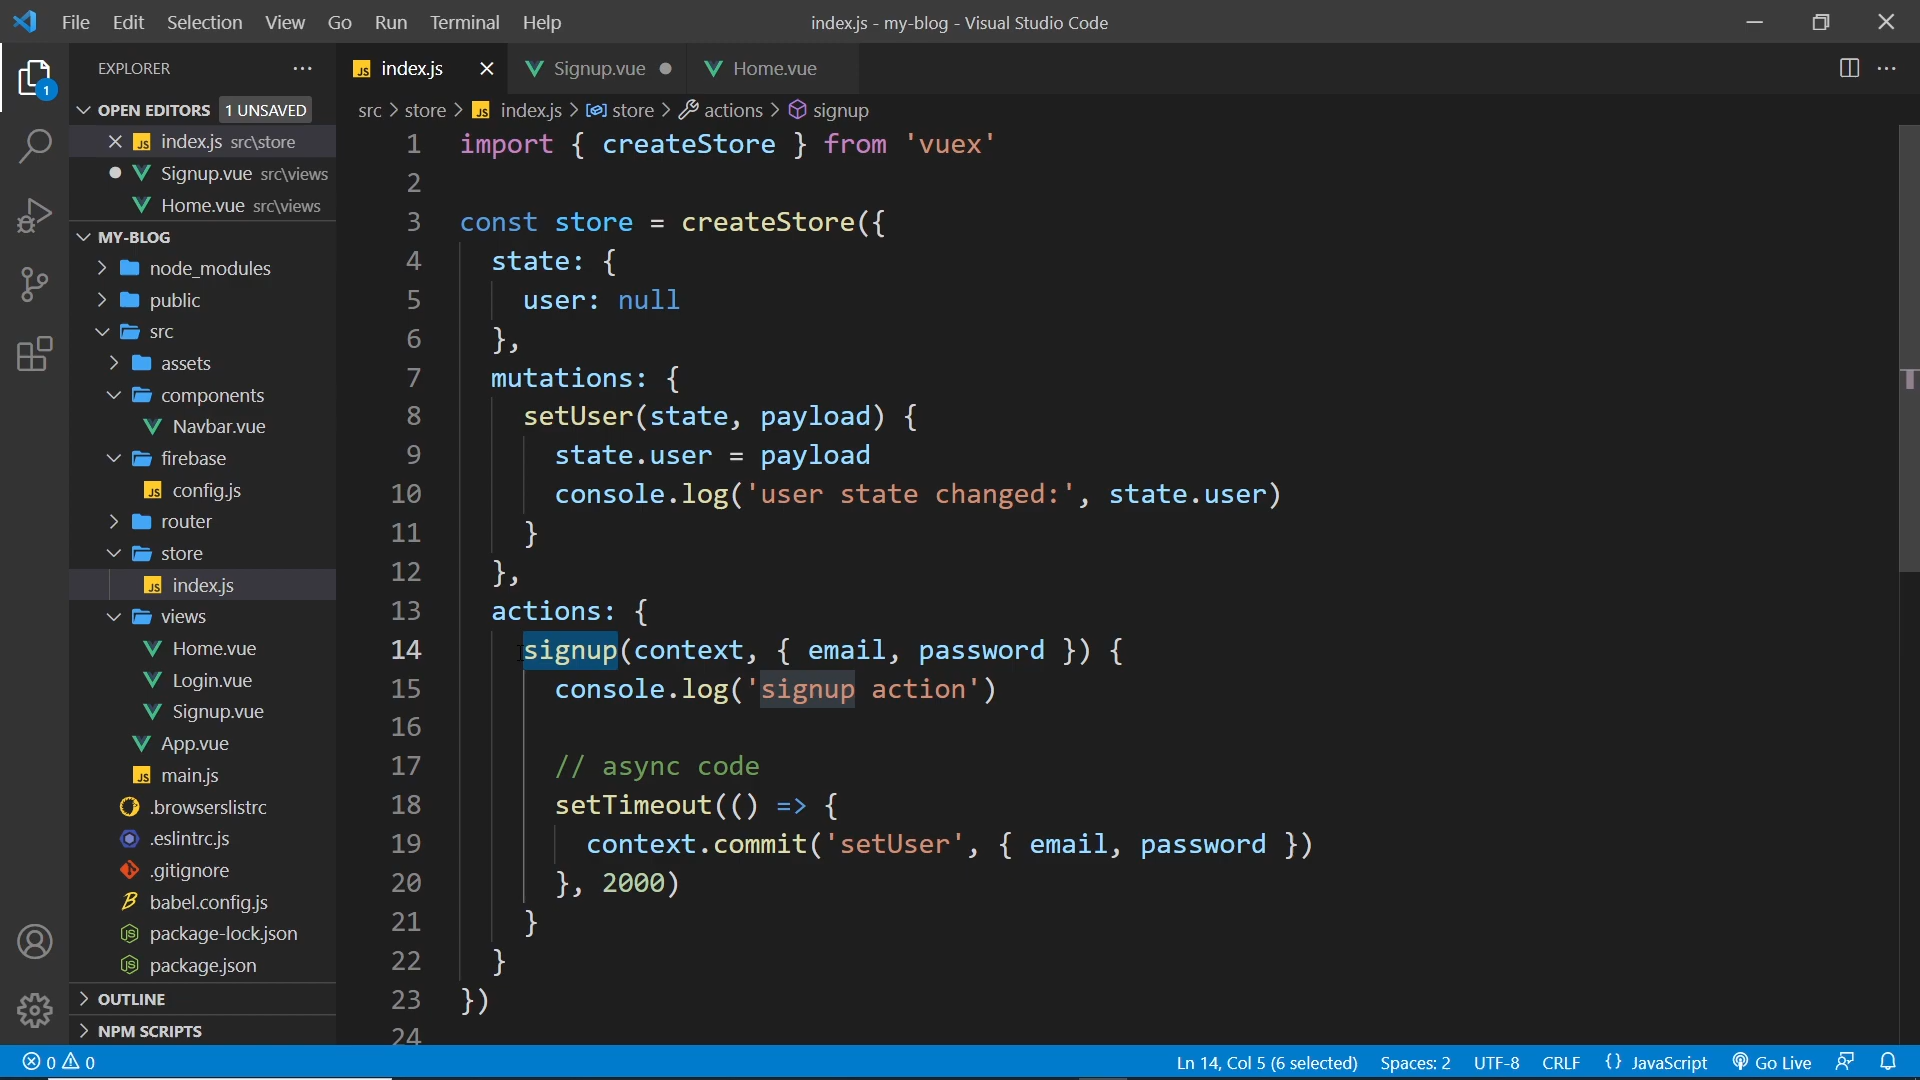 File Edit Selection View Go Run Terminal Help
index.js - my-blog - Visual Studio Code
EXPLORER
1
OPEN EDITORS 1 UNSAVED
index.js src\store
Signup.vue src\views
Home.vue src\views
MY-BLOG
node_modules
public
src
assets
components
Navbar.vue
firebase
config.js
router
store
index.js
views
Home.vue
Login.vue
Signup.vue
App.vue
main.js
.browserslistrc
.eslintrc.js
.gitignore
babel.config.js
package-lock.json
package.json
OUTLINE
NPM SCRIPTS
index.js Signup.vue Home.vue
src > store > index.js > store > actions > signup
1 import { createStore } from 'vuex'
2
3 const store = createStore({
4 state: {
5 user: null
6 },
7 mutations: {
8 setUser(state, payload) {
9 state.user = payload
10 console.log('user state changed:', state.user)
11 }
12 },
13 actions: {
14 signup(context, { email, password }) {
15 console.log('signup action')
16
17 // async code
18 setTimeout(() => {
19 context.commit('setUser', { email, password })
20 }, 2000)
21 }
22 }
23 })
24
0 0 Ln 14, Col 5 (6 selected) Spaces: 2 UTF-8 CRLF {} JavaScript Go Live